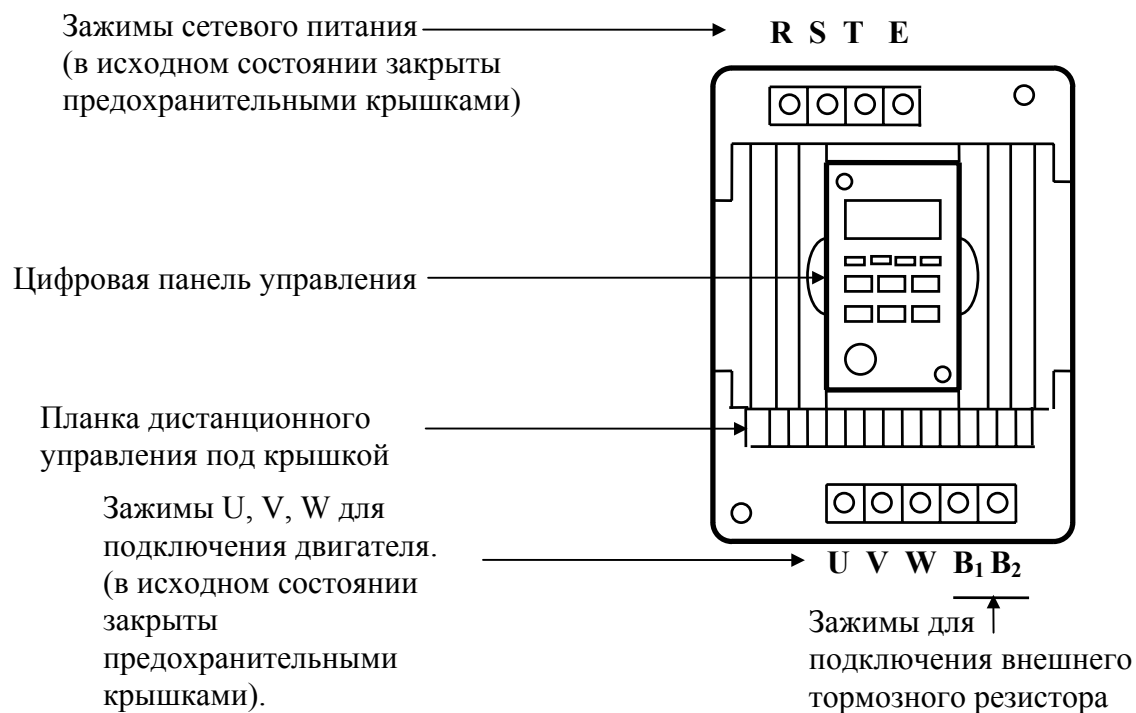 Зажимы сетевого питания
(в исходном состоянии закрыты
предохранительными крышками)
R S T E
Цифровая панель управления
Планка дистанционного
управления под крышкой
Зажимы U, V, W для
подключения двигателя.
(в исходном состоянии
закрыты
предохранительными
крышками).
U V W B₁ B₂
Зажимы для
подключения внешнего
тормозного резистора